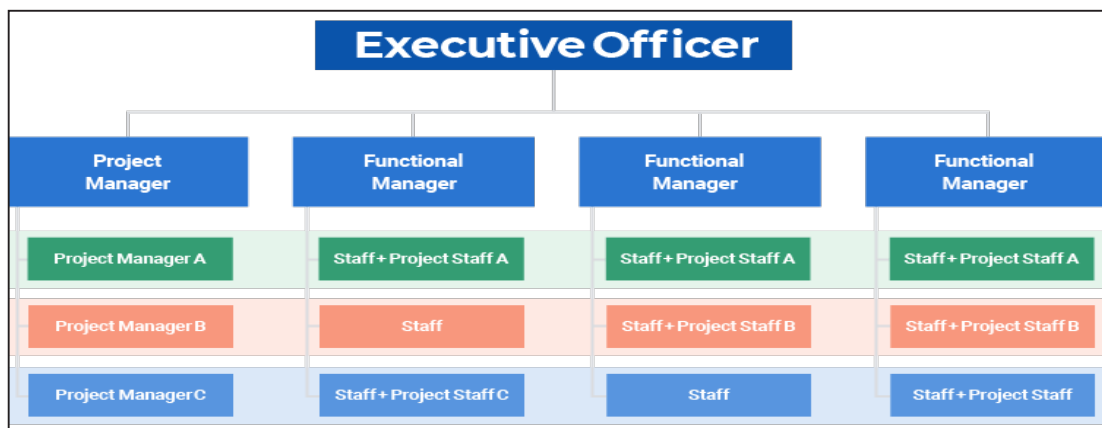 Executive Officer
Project
Manager
Functional
Manager
Functional
Manager
Functional
Manager
Project Manager A
Staff + Project Staff A
Staff + Project Staff A
Staff + Project Staff A
Project Manager B
Staff
Staff + Project Staff B
Staff + Project Staff B
Project Manager C
Staff + Project Staff C
Staff
Staff + Project Staff